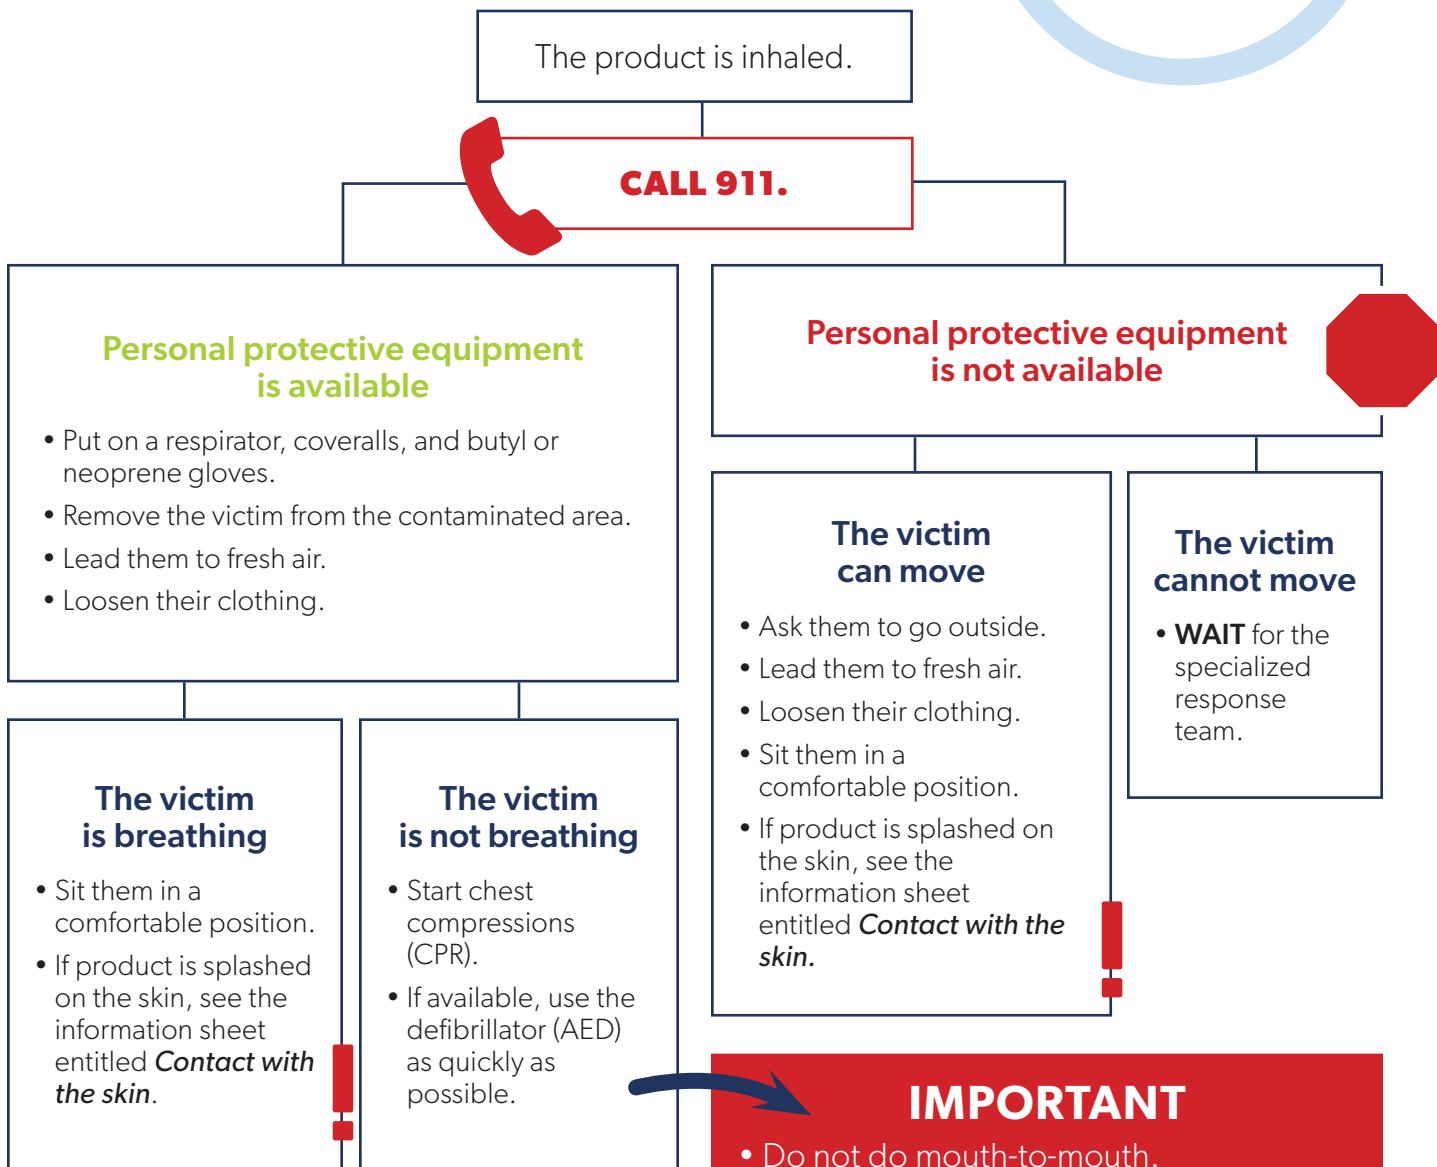 The product is inhaled.
CALL 911.
Personal protective equipment
is available
• Put on a respirator, coveralls, and butyl or
neoprene gloves.
• Remove the victim from the contaminated area.
• Lead them to fresh air.
• Loosen their clothing.
The victim
is breathing
• Sit them in a
comfortable position.
• If product is splashed
on the skin, see the
information sheet
entitled Contact with
the skin.
The victim
is not breathing
• Start chest
compressions
(CPR).
• If available, use the
defibrillator (AED)
as quickly as
possible.
Personal protective equipment
is not available
The victim
can move
• Ask them to go outside.
• Lead them to fresh air.
• Loosen their clothing.
• Sit them in a
comfortable position.
• If product is splashed on
the skin, see the
information sheet
entitled Contact with the
skin.
The victim
cannot move
• WAIT for the
specialized
response
team.
IMPORTANT
• Do not do mouth-to-mouth.